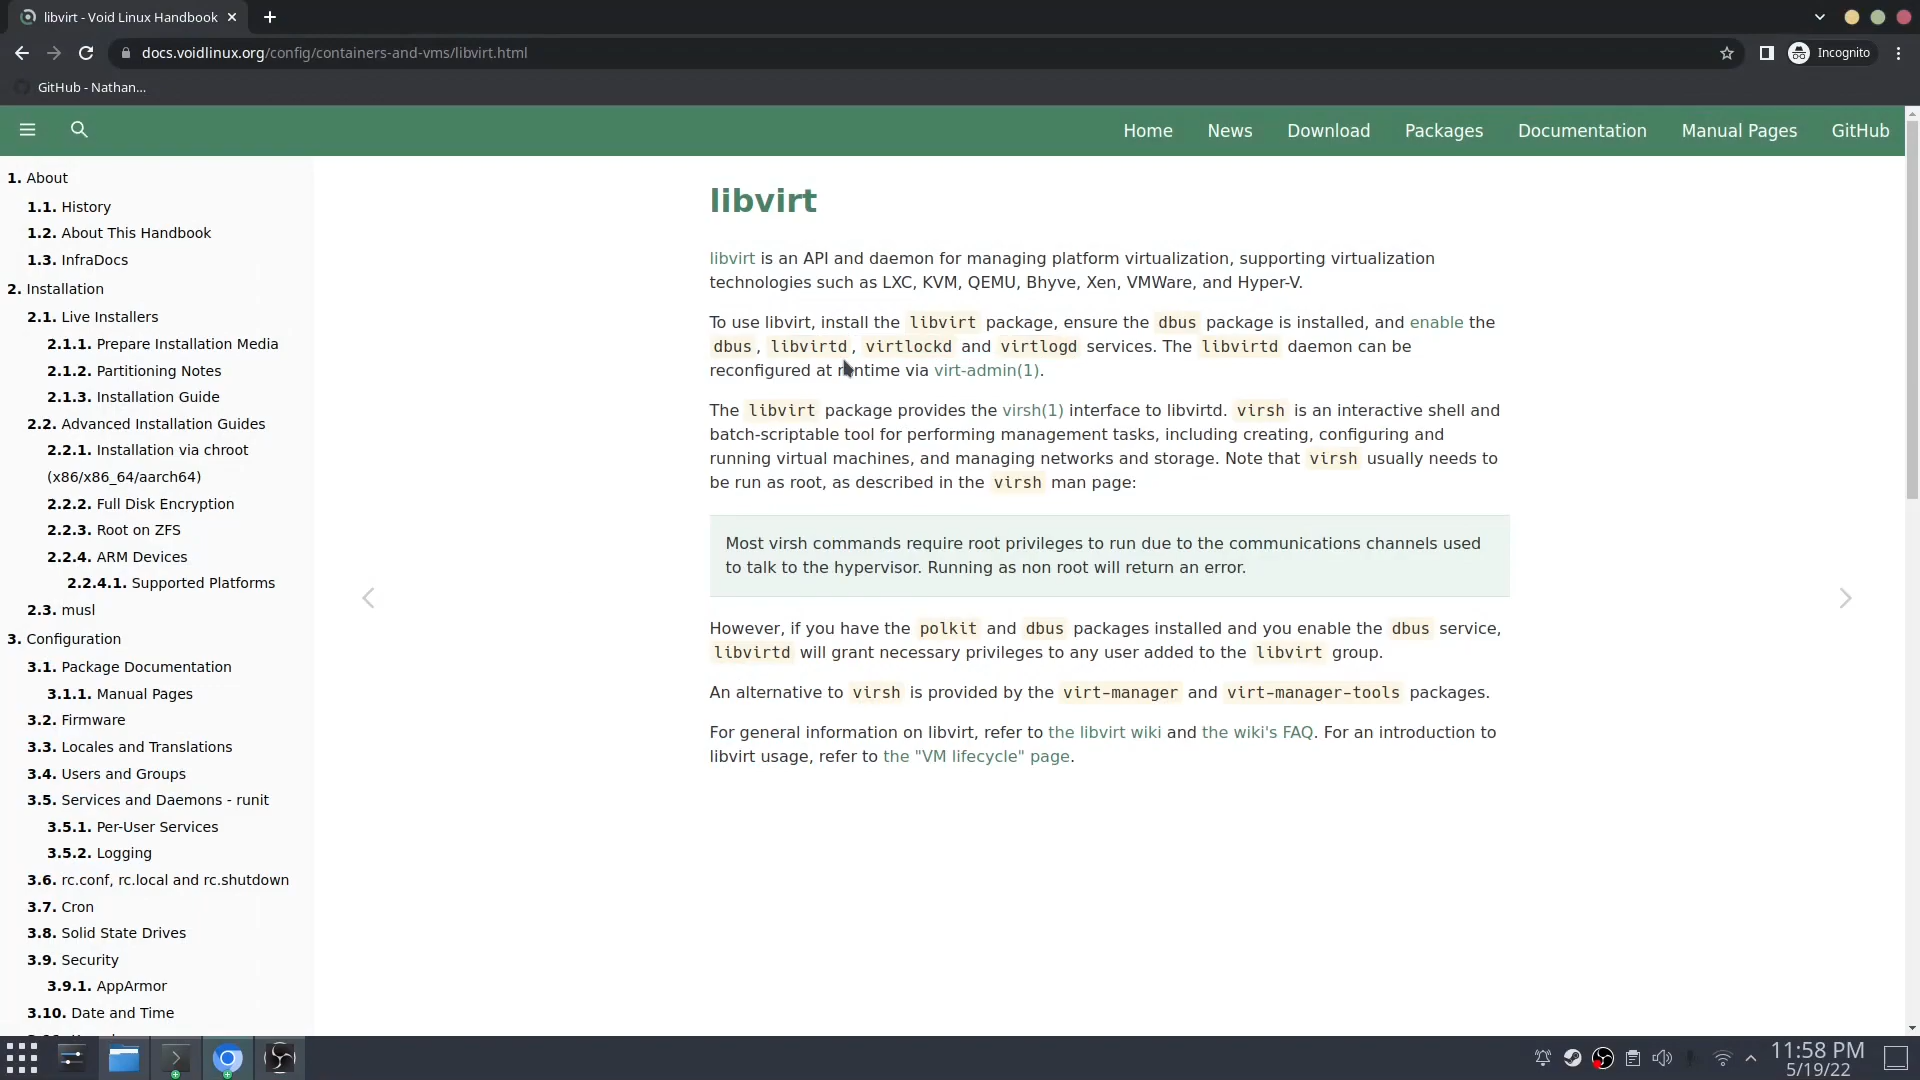 libvirt - Void Linux Handbook
docs.voidlinux.org/config/containers-and-vms/libvirt.html
Incognito
GitHub - Nathan...
Home News Download Packages Documentation Manual Pages GitHub
1. About
1.1. History
1.2. About This Handbook
1.3. InfraDocs
2. Installation
2.1. Live Installers
2.1.1. Prepare Installation Media
2.1.2. Partitioning Notes
2.1.3. Installation Guide
2.2. Advanced Installation Guides
2.2.1. Installation via chroot
(x86/x86_64/aarch64)
2.2.2. Full Disk Encryption
2.2.3. Root on ZFS
2.2.4. ARM Devices
2.2.4.1. Supported Platforms
2.3. musl
3. Configuration
3.1. Package Documentation
3.1.1. Manual Pages
3.2. Firmware
3.3. Locales and Translations
3.4. Users and Groups
3.5. Services and Daemons - runit
3.5.1. Per-User Services
3.5.2. Logging
3.6. rc.conf, rc.local and rc.shutdown
3.7. Cron
3.8. Solid State Drives
3.9. Security
3.9.1. AppArmor
3.10. Date and Time
libvirt
libvirt is an API and daemon for managing platform virtualization, supporting virtualization
technologies such as LXC, KVM, QEMU, Bhyve, Xen, VMWare, and Hyper-V.
To use libvirt, install the libvirt package, ensure the dbus package is installed, and enable the
dbus, libvirtd, virtlockd and virtlogd services. The libvirtd daemon can be
reconfigured at runtime via virt-admin(1).
The libvirt package provides the virsh(1) interface to libvirtd. virsh is an interactive shell and
batch-scriptable tool for performing management tasks, including creating, configuring and
running virtual machines, and managing networks and storage. Note that virsh usually needs to
be run as root, as described in the virsh man page:
Most virsh commands require root privileges to run due to the communications channels used
to talk to the hypervisor. Running as non root will return an error.
However, if you have the polkit and dbus packages installed and you enable the dbus service,
libvirtd will grant necessary privileges to any user added to the libvirt group.
An alternative to virsh is provided by the virt-manager and virt-manager-tools packages.
For general information on libvirt, refer to the libvirt wiki and the wiki's FAQ. For an introduction to
libvirt usage, refer to the "VM lifecycle" page.
11:58 PM
5/19/22